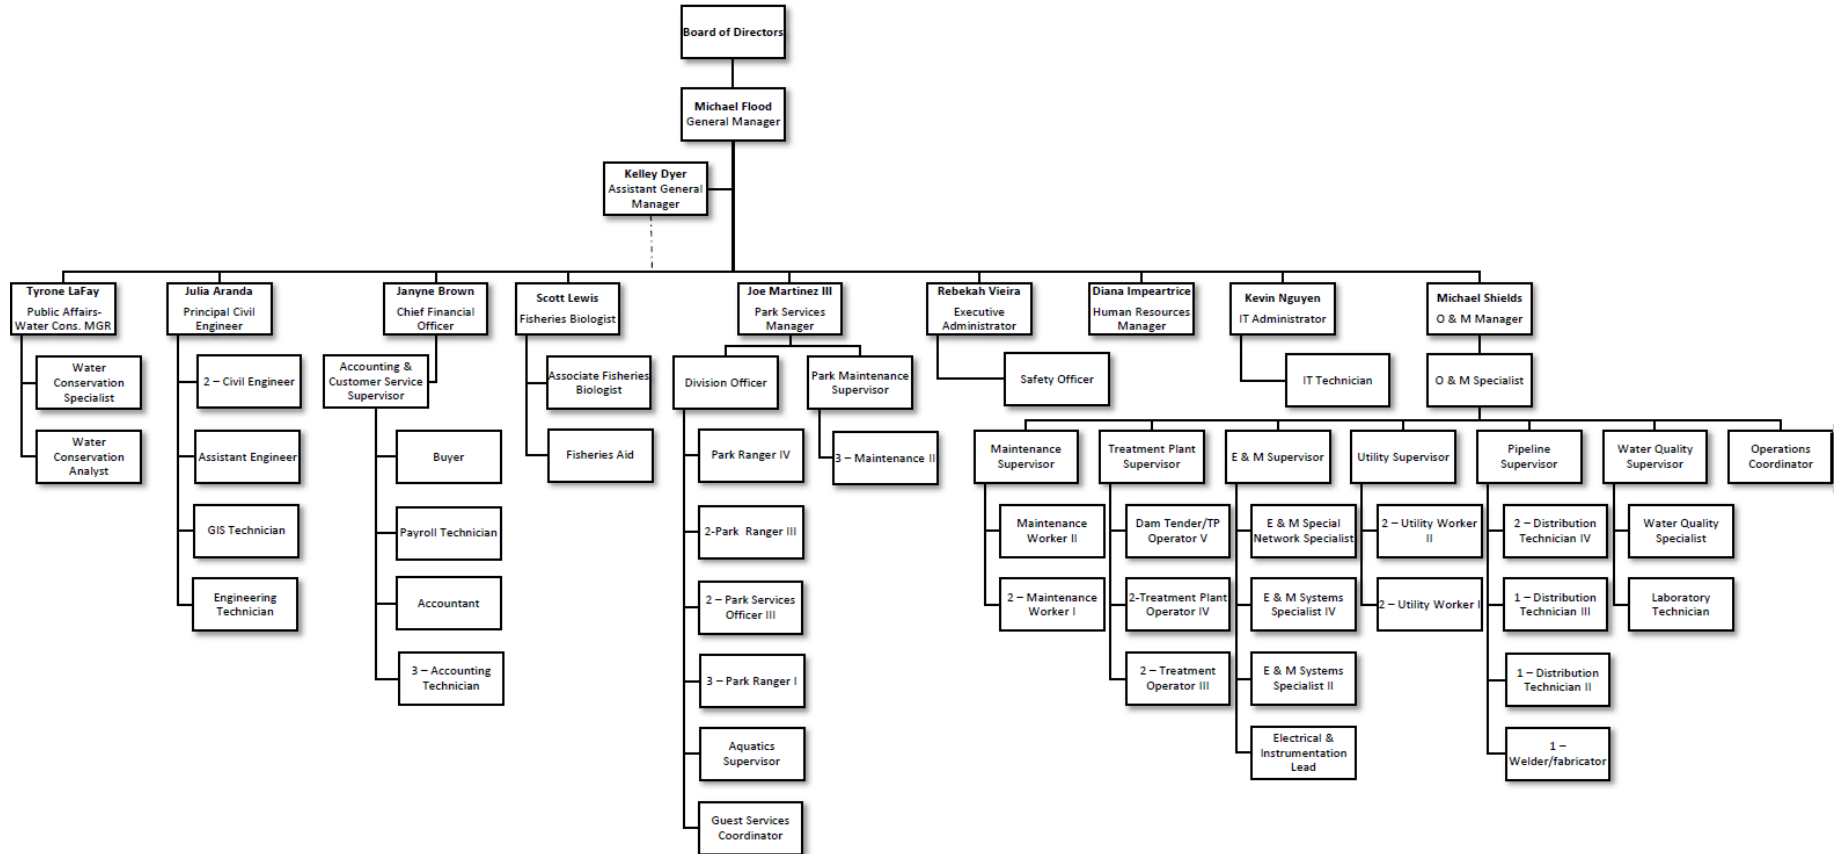 Board of Directors
Michael Flood
General Manager
Kelley Dyer
Assistant General
Manager
Tyrone LaFay
Public Affairs-
Water Cons. MGR
Julia Aranda
Principal Civil
Engineer
Janyne Brown
Chief Financial
Officer
Scott Lewis
Fisheries Biologist
Joe Martinez III
Park Services
Manager
Rebekah Vieira
Executive
Administrator
Diana Impeartrice
Human Resources
Manager
Kevin Nguyen
IT Administrator
Michael Shields
O & M Manager
Water
Conservation
Specialist
2 – Civil Engineer
Accounting &
Customer Service
Supervisor
Associate Fisheries
Biologist
Division Officer
Park Maintenance
Supervisor
Safety Officer
IT Technician
O & M Specialist
Water
Conservation
Analyst
Assistant Engineer
Buyer
Fisheries Aid
Park Ranger IV
3 – Maintenance II
Maintenance
Supervisor
Treatment Plant
Supervisor
E & M Supervisor
Utility Supervisor
Pipeline
Supervisor
Water Quality
Supervisor
Operations
Coordinator
GIS Technician
Payroll Technician
2-Park Ranger III
Maintenance
Worker II
Dam Tender/TP
Operator V
E & M Special
Network Specialist
2 – Utility Worker
II
2 – Distribution
Technician IV
Water Quality
Specialist
Engineering
Technician
Accountant
2 – Park Services
Officer III
2 – Maintenance
Worker I
2-Treatment Plant
Operator IV
E & M Systems
Specialist IV
2 – Utility Worker I
1 – Distribution
Technician III
Laboratory
Technician
3 – Accounting
Technician
3 – Park Ranger I
2 – Treatment
Operator III
E & M Systems
Specialist II
1 – Distribution
Technician II
Aquatics
Supervisor
Electrical &
Instrumentation
Lead
1 –
Welder/fabricator
Guest Services
Coordinator